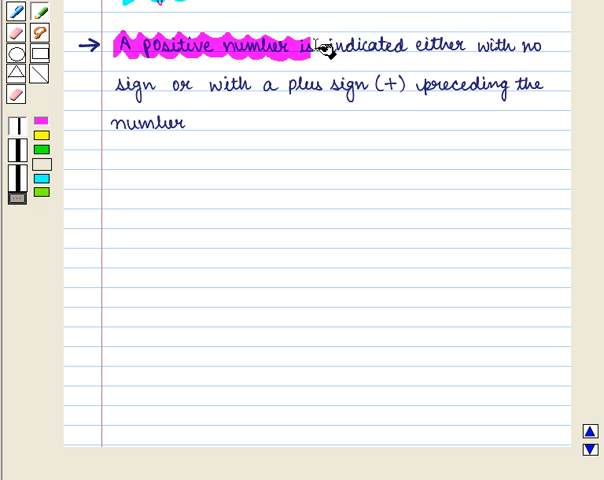 → A positive number is indicated either with no
sign or with a plus sign (+) preceding the
number